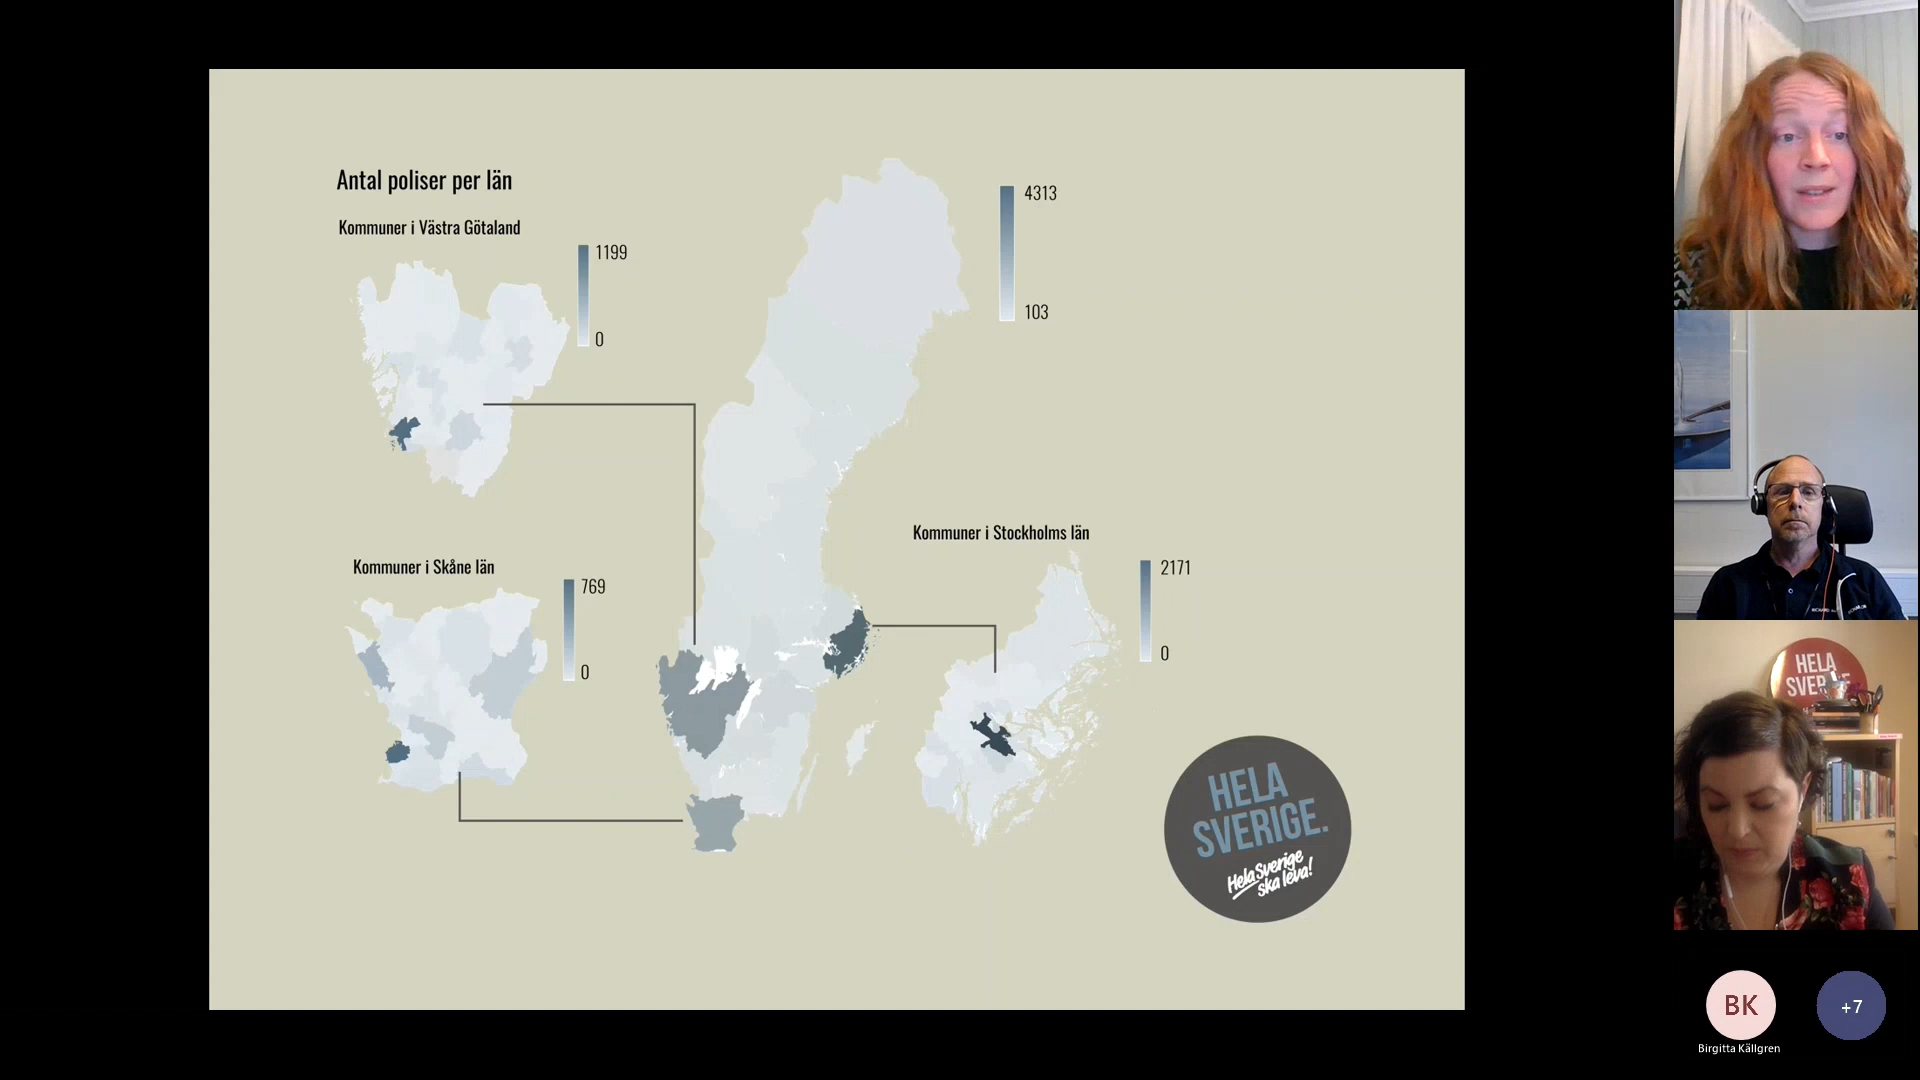 Antal poliser per län
Kommuner i Västra Götaland
1199
0
4313
103
Kommuner i Skåne län
769
0
Kommuner i Stockholms län
2171
0
HELA
SVERIGE.
Hela Sverige
ska leva!
HELA
BK
+7
Birgitta Källgren